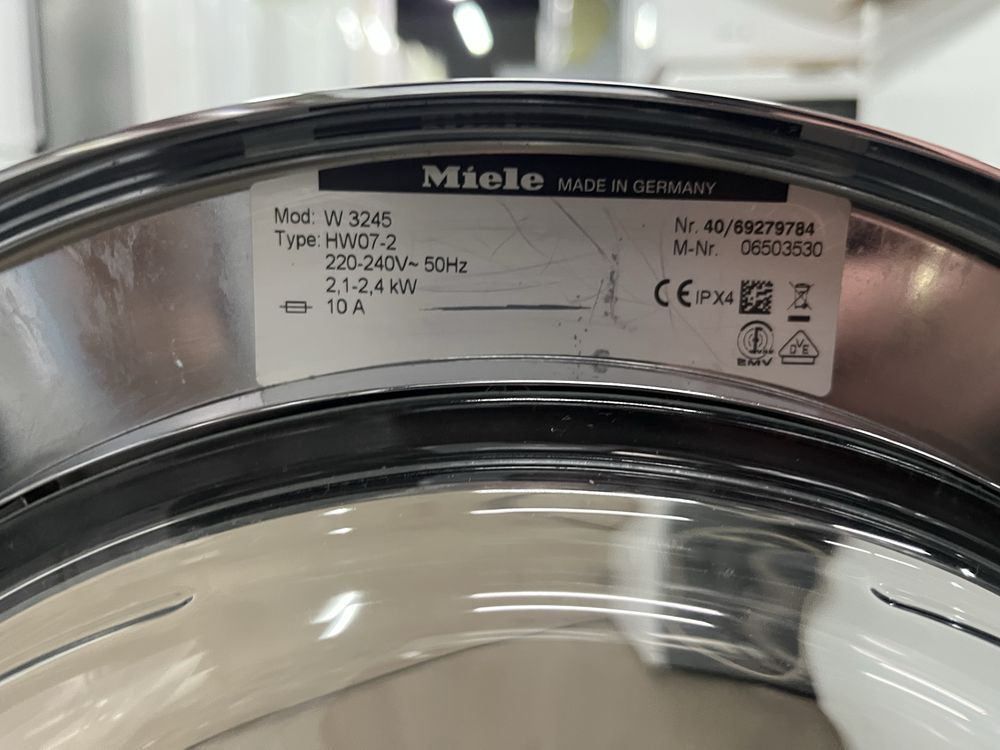 Miele MADE IN GERMANY
Mod: W 3245
Type: HW07-2
220-240V~ 50Hz
2,1-2,4 kW
10 A
Nr. 40/69279784
M-Nr. 06503530
CE IPX4
EMV
DVE